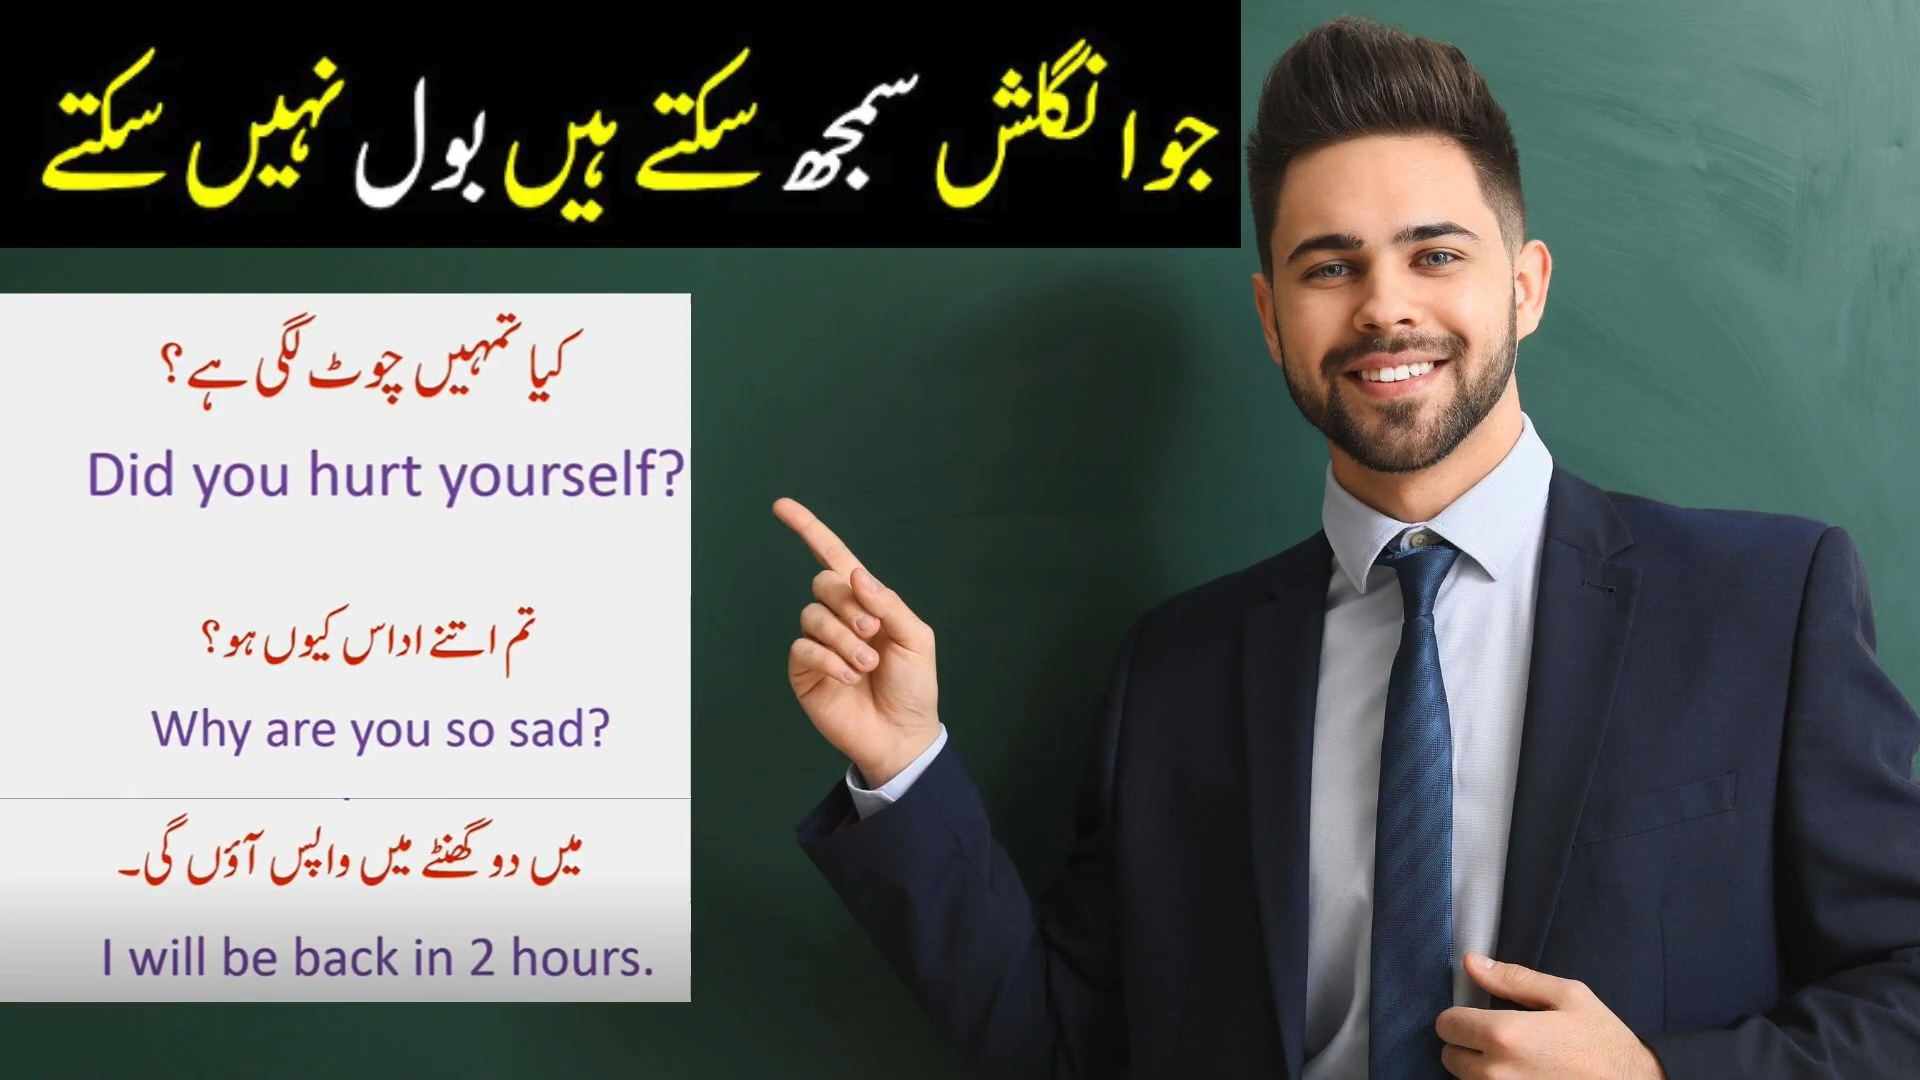 جو انگلش سمجھ سکتے ہیں بول نہیں سکتے
کیا تمہیں چوٹ لگی ہے؟
Did you hurt yourself?
تم اتنے اداس کیوں ہو؟
Why are you so sad?
میں دو گھنٹے میں واپس آؤں گی۔
I will be back in 2 hours.